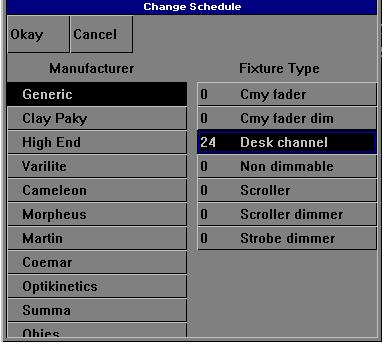 Change Schedule
Okay Cancel
Manufacturer Fixture Type
Generic 0 Cmy fader
Clay Paky 0 Cmy fader dim
High End 24 Desk channel
Varilite 0 Non dimmable
Cameleon 0 Scroller
Morpheus 0 Scroller dimmer
Martin 0 Strobe dimmer
Coemar
Optikinetics
Summa